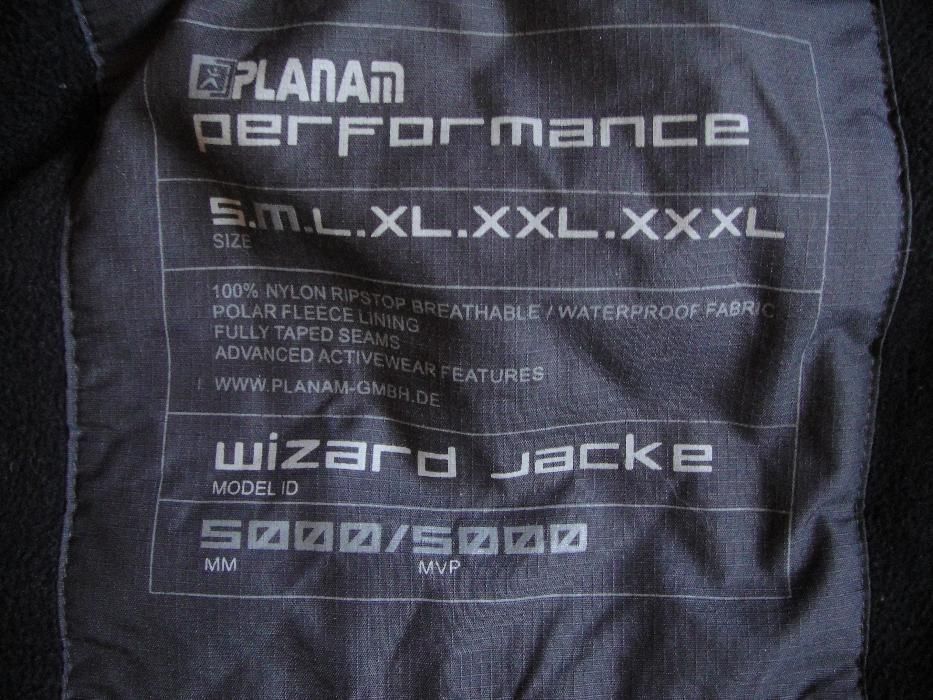 PLANAM
performance
S.M.L.XL.XXL.XXXL
SIZE
100% NYLON RIPSTOP BREATHABLE / WATERPROOF FABRIC
POLAR FLEECE LINING
FULLY TAPED SEAMS
ADVANCED ACTIVEWEAR FEATURES
/ WWW.PLANAM-GMBH.DE
wizard jacke
MODEL ID
5000/5000
MM MVP